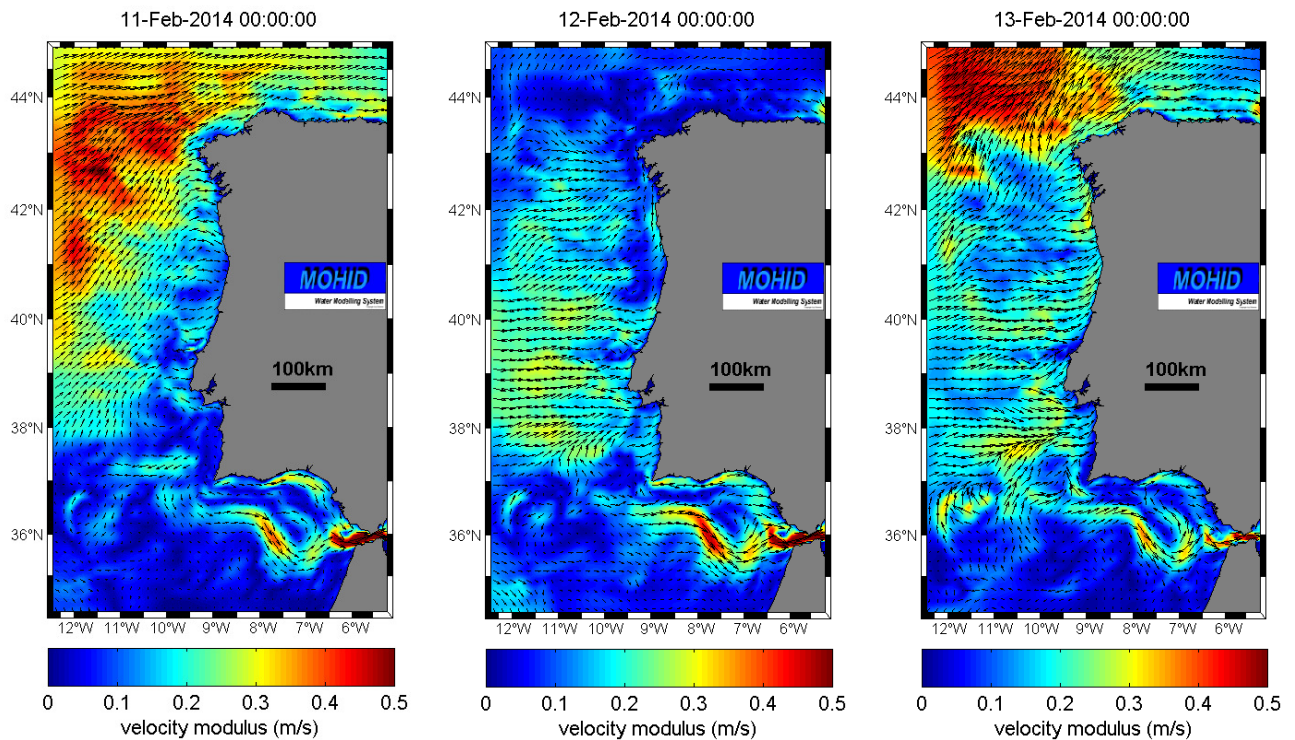 11-Feb-2014 00:00:00
12-Feb-2014 00:00:00
13-Feb-2014 00:00:00
44°N
42°N
40°N
38°N
36°N
12°W 11°W 10°W 9°W 8°W 7°W 6°W
MOHID
Water Modelling System
100km
0 0.1 0.2 0.3 0.4 0.5
velocity modulus (m/s)
44°N
42°N
40°N
38°N
36°N
12°W 11°W 10°W 9°W 8°W 7°W 6°W
MOHID
Water Modelling System
100km
0 0.1 0.2 0.3 0.4 0.5
velocity modulus (m/s)
44°N
42°N
40°N
38°N
36°N
12°W 11°W 10°W 9°W 8°W 7°W 6°W
MOHID
Water Modelling System
100km
0 0.1 0.2 0.3 0.4 0.5
velocity modulus (m/s)